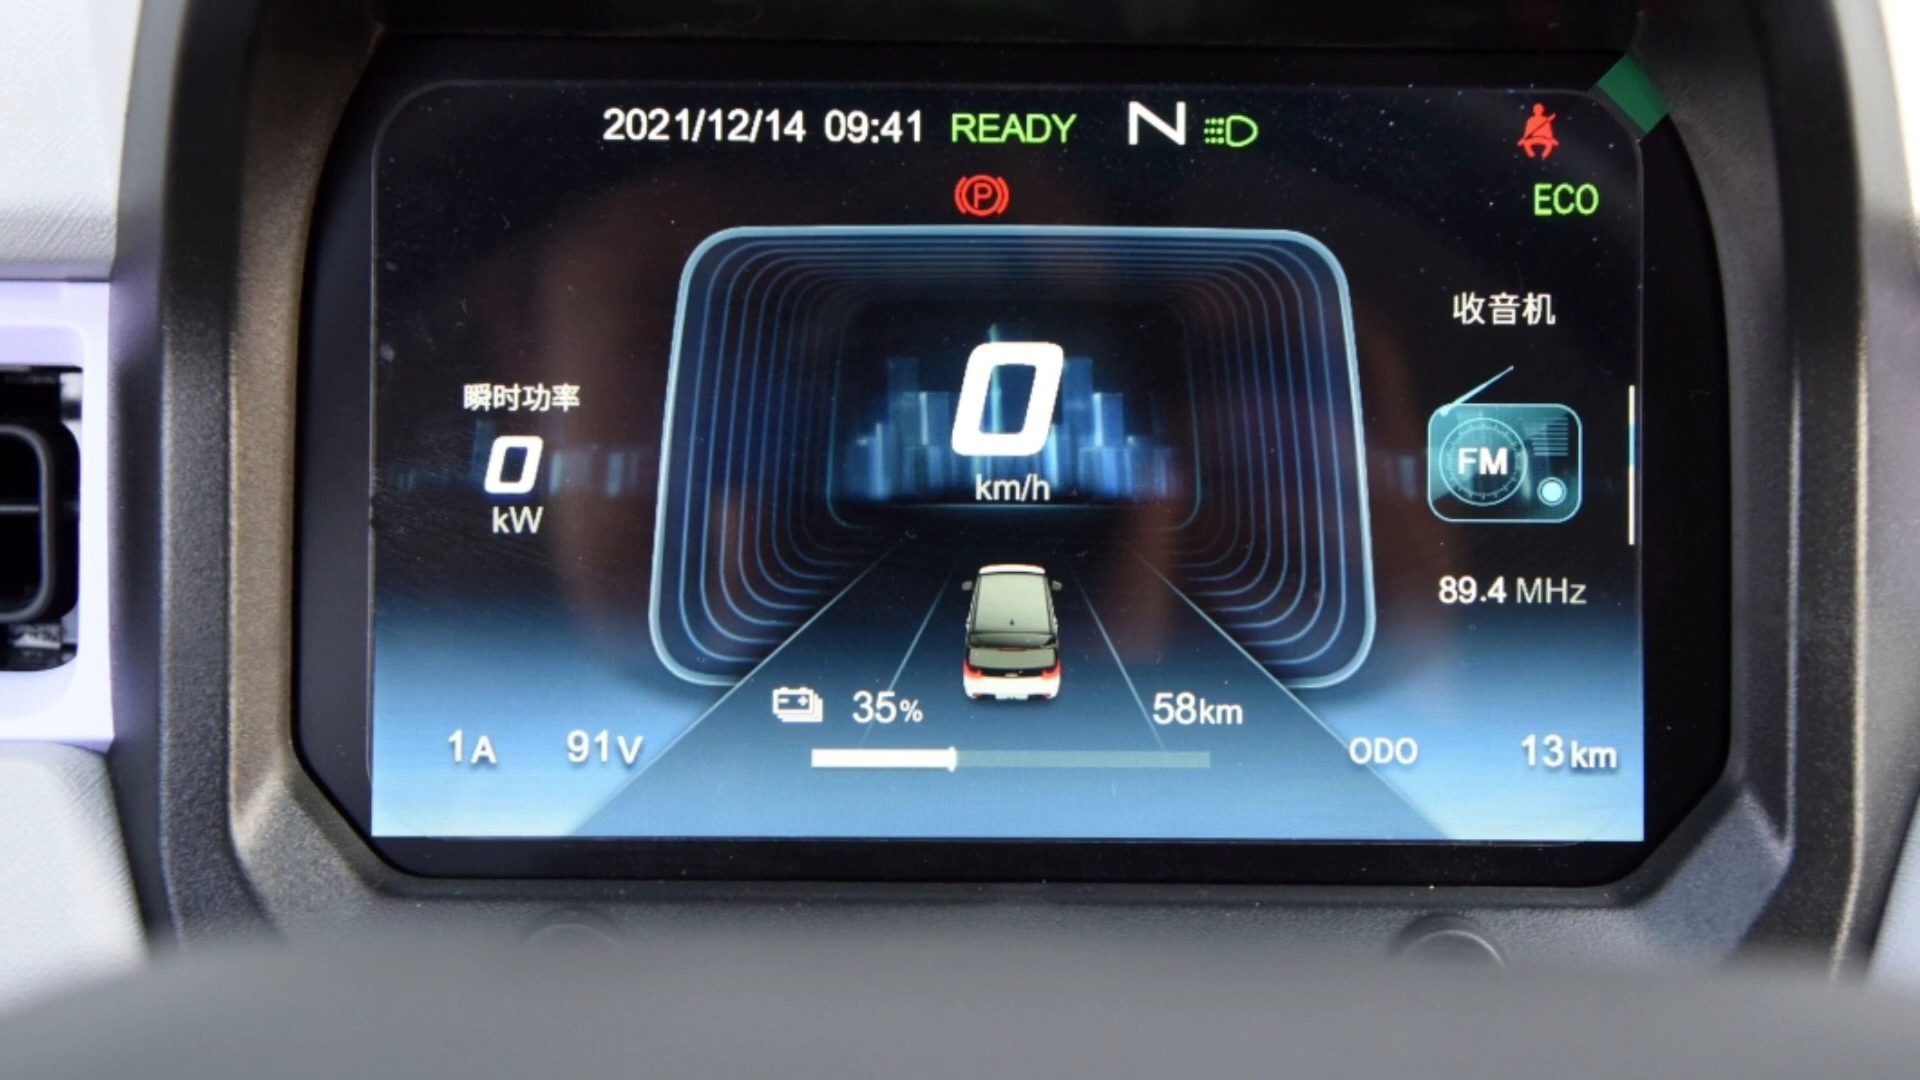 2021/12/14 09:41 READY N
P
ECO
收音机
瞬时功率
0
kW
0
km/h
FM
89.4 MHz
35% 58km
1A 91V ODO 13km